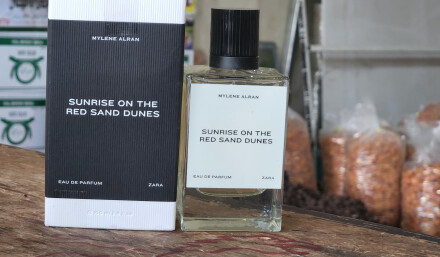 MYLENE ALRAN
SUNRISE ON THE
RED SAND DUNES
EAU DE PARFUM ZARA
MYLENE ALRAN
SUNRISE ON THE
RED SAND DUNES
EAU DE PARFUM ZARA